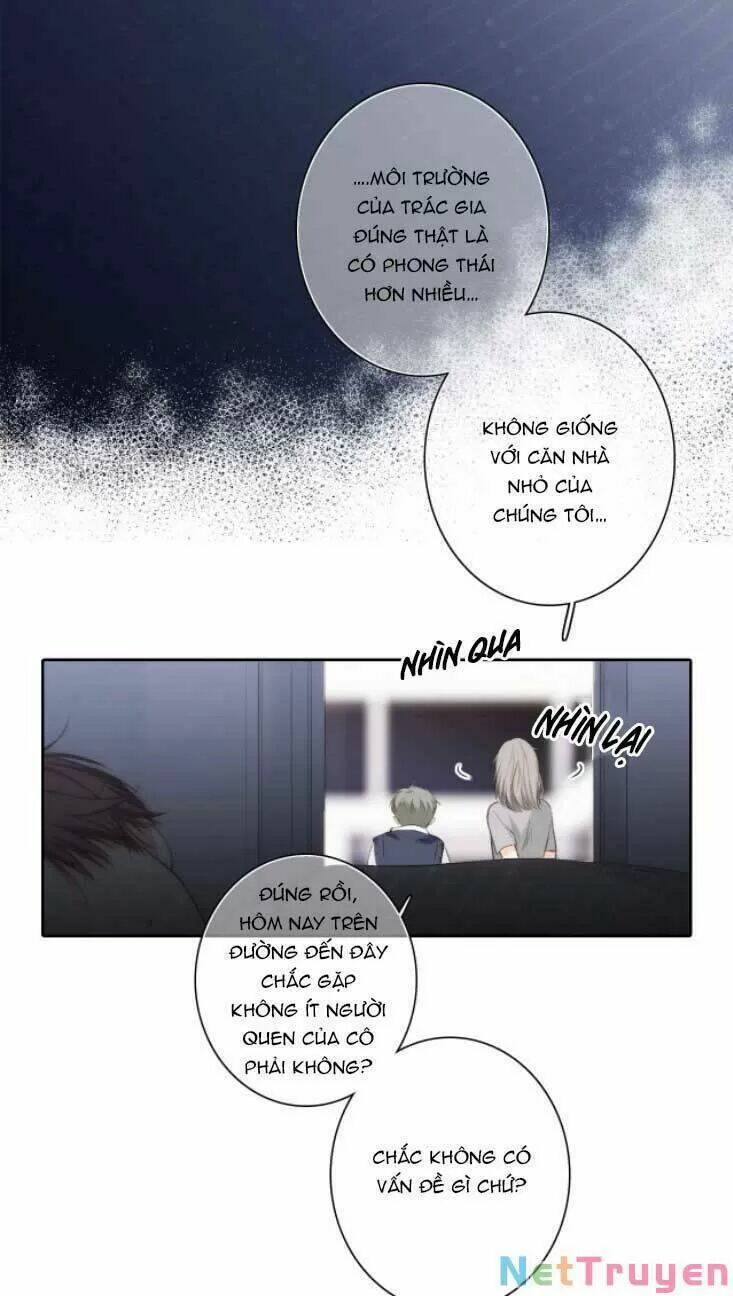 ....MÔI TRƯỜNG
CỦA TRÁC GIA
ĐÚNG THẬT LÀ
CÓ PHONG THÁI
HƠN NHIỀU...
KHÔNG GIỐNG
VỚI CĂN NHÀ
NHỎ CỦA
CHÚNG TÔI...
NHÌN QUA
NHÌN LẠI
ĐÚNG RỒI,
HÔM NAY TRÊN
ĐƯỜNG ĐẾN ĐÂY
CHẮC GẶP
KHÔNG ÍT NGƯỜI
QUEN CỦA CÔ
PHẢI KHÔNG?
CHẮC KHÔNG CÓ
VẤN ĐỀ GÌ CHỨ?
NETTRUYEN